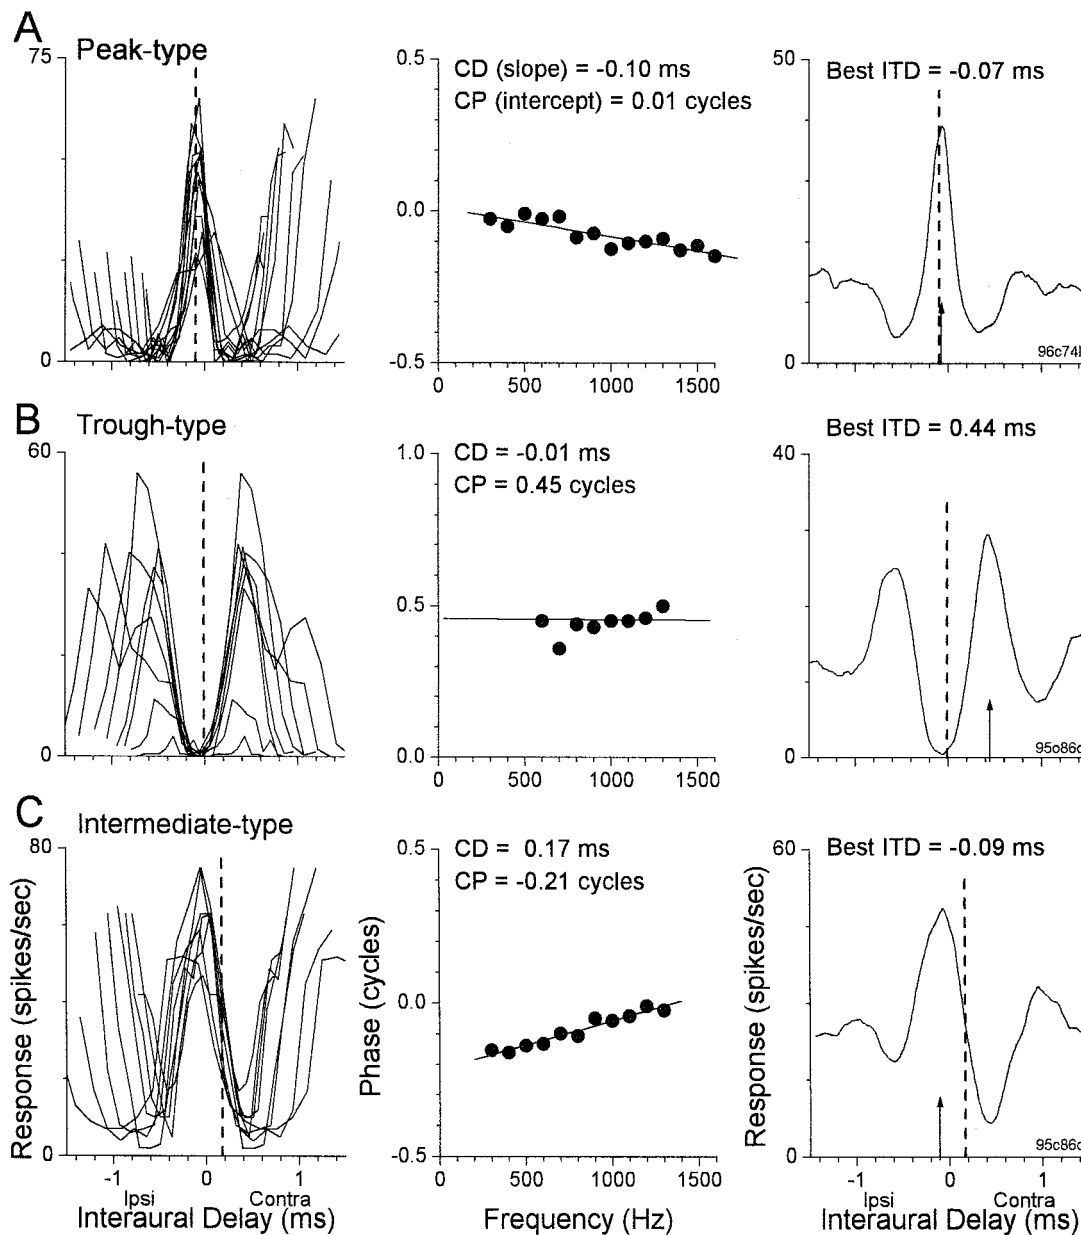 A
Peak-type
75
0
0.5
0.0
-0.5
CD (slope) = -0.10 ms
CP (intercept) = 0.01 cycles
0 500 1000 1500
50
0
Best ITD = -0.07 ms
B
Trough-type
60
0
-1 0 1
1.0
0.5
0.0
CD = -0.01 ms
CP = 0.45 cycles
0 500 1000 1500
40
0
Best ITD = 0.44 ms
C
Intermediate-type
80
0
Response (spikes/sec)
-1 0 1
Ipsi Contra
Interaural Delay (ms)
0.5
0.0
-0.5
CD = 0.17 ms
CP = -0.21 cycles
Phase (cycles)
0 500 1000 1500
Frequency (Hz)
60
0
Best ITD = -0.09 ms
Response (spikes/sec)
-1 0 1
Ipsi Contra
Interaural Delay (ms)